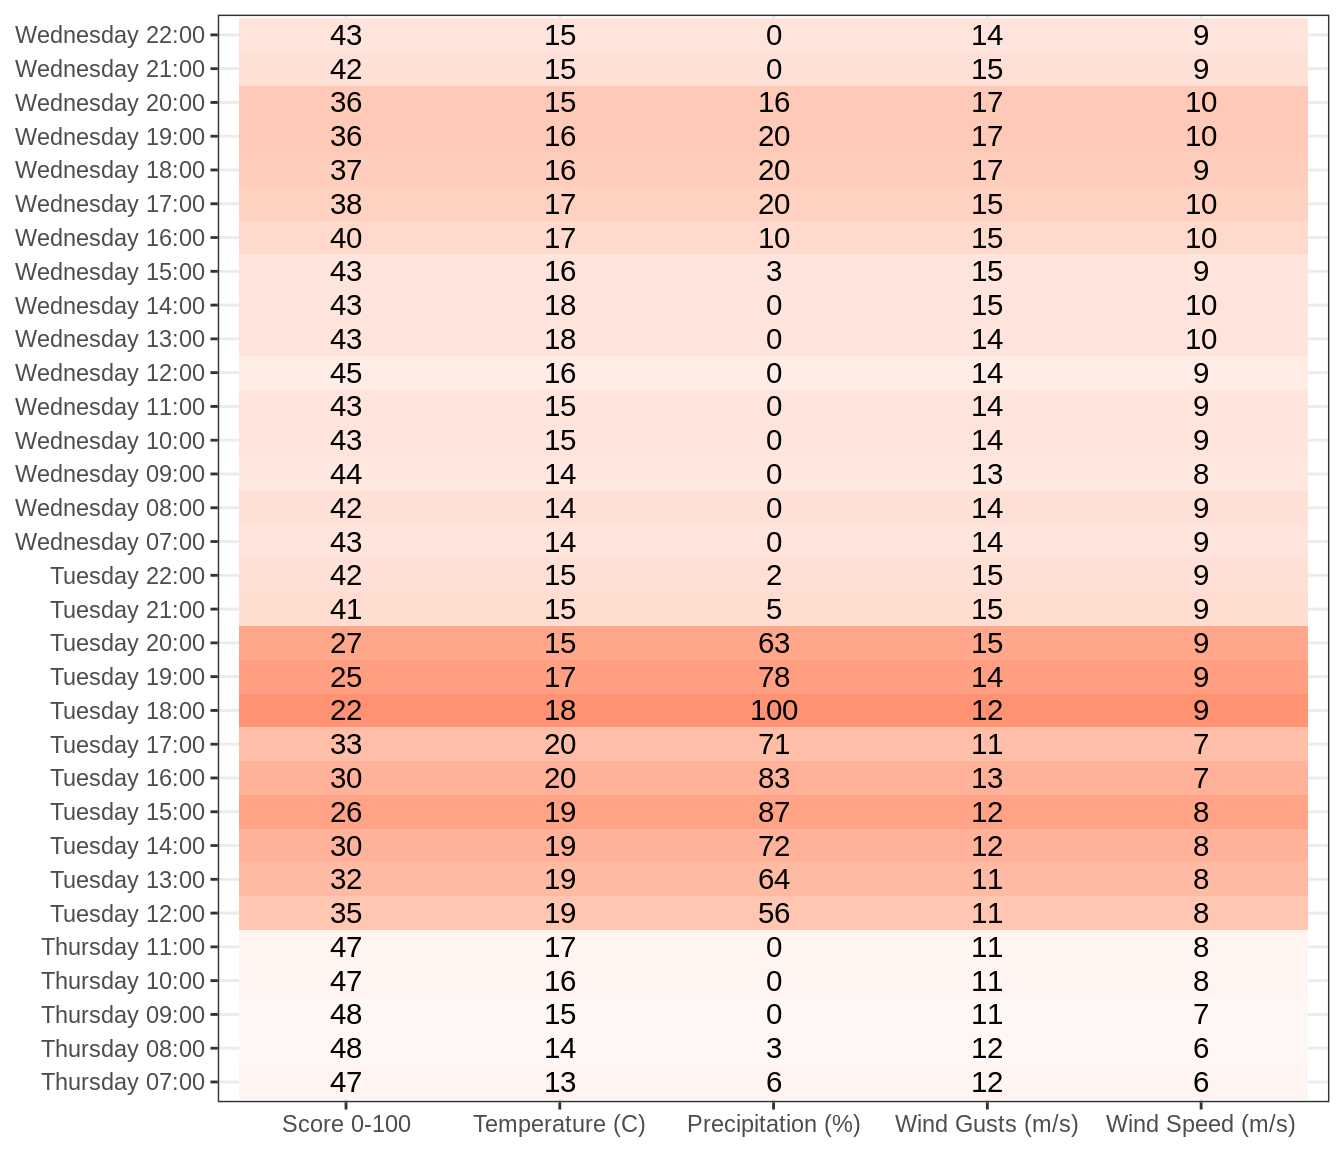 Wednesday 22:00 43 15 0 14 9
Wednesday 21:00 42 15 0 15 9
Wednesday 20:00 36 15 16 17 10
Wednesday 19:00 36 16 20 17 10
Wednesday 18:00 37 16 20 17 9
Wednesday 17:00 38 17 20 15 10
Wednesday 16:00 40 17 10 15 10
Wednesday 15:00 43 16 3 15 9
Wednesday 14:00 43 18 0 15 10
Wednesday 13:00 43 18 0 14 10
Wednesday 12:00 45 16 0 14 9
Wednesday 11:00 43 15 0 14 9
Wednesday 10:00 43 15 0 14 9
Wednesday 09:00 44 14 0 13 8
Wednesday 08:00 42 14 0 14 9
Wednesday 07:00 43 14 0 14 9
Tuesday 22:00 42 15 2 15 9
Tuesday 21:00 41 15 5 15 9
Tuesday 20:00 27 15 63 15 9
Tuesday 19:00 25 17 78 14 9
Tuesday 18:00 22 18 100 12 9
Tuesday 17:00 33 20 71 11 7
Tuesday 16:00 30 20 83 13 7
Tuesday 15:00 26 19 87 12 8
Tuesday 14:00 30 19 72 12 8
Tuesday 13:00 32 19 64 11 8
Tuesday 12:00 35 19 56 11 8
Thursday 11:00 47 17 0 11 8
Thursday 10:00 47 16 0 11 8
Thursday 09:00 48 15 0 11 7
Thursday 08:00 48 14 3 12 6
Thursday 07:00 47 13 6 12 6
Score 0-100 Temperature (C) Precipitation (%) Wind Gusts (m/s) Wind Speed (m/s)